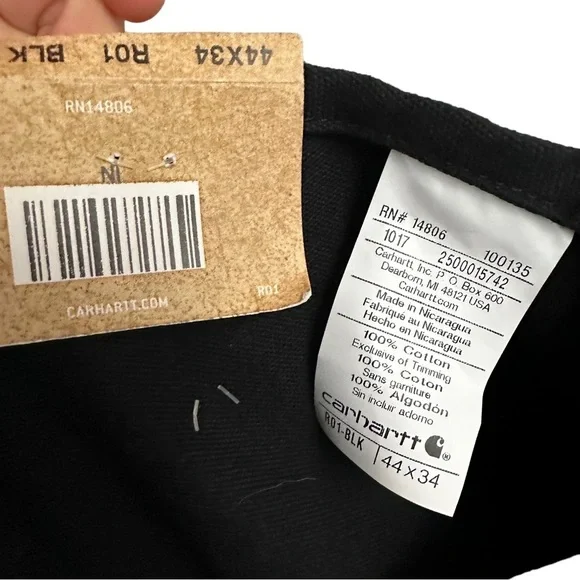 44X34 R01 BLK
RN14806
NI
CARHARTT.COM
R01
RN# 14806 100135
1017 2500015742
Carhartt, Inc. P. O. Box 600
Dearborn, MI 48121 USA
Carhartt.com
Made in Nicaragua
Fabriqué au Nicaragua
Hecho en Nicaragua
100% Cotton
Exclusive of Trimming
100% Coton
Sans garniture
100% Algodón
Sin incluir adorno
carhartt
R01-BLK 44 X 34